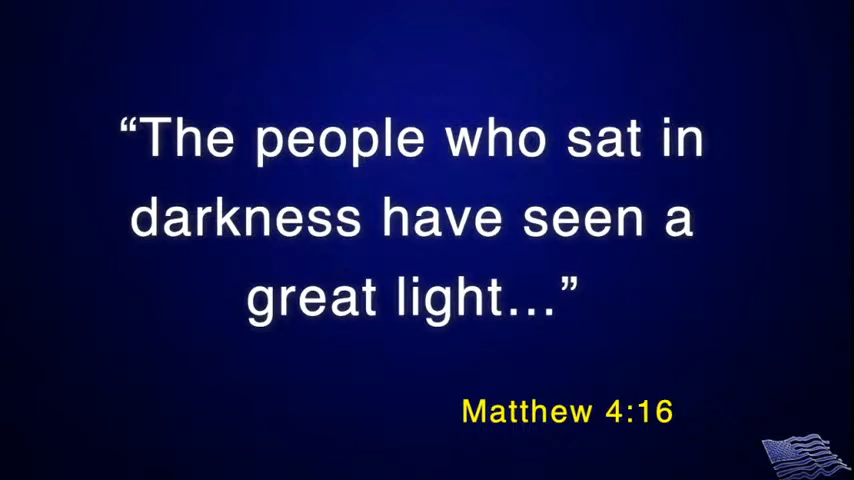 “The people who sat in
darkness have seen a
great light...”
Matthew 4:16